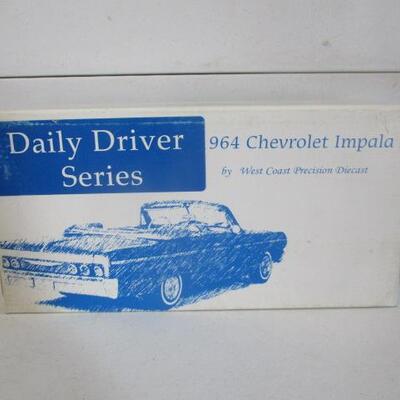 Daily Driver
Series
964 Chevrolet Impala
by West Coast Precision Diecast